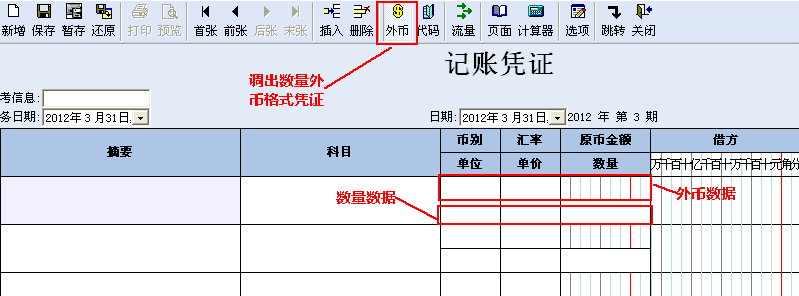 新增 保存 暂存 还原 打印 预览 首张 前张 后张 末张 插入 删除 外币 代码 流量 页面 计算器 选项 跳转 关闭
记账凭证
调出数量外
币格式凭证
考信息:
务日期: 2012年 3月31日 日期: 2012年 3月31日 2012 年 第 3 期
摘要 科目 币别 汇率 原币金额 借方
单位 单价 数量 万千百十亿千百十万千百十元角分
数量数据 外币数据